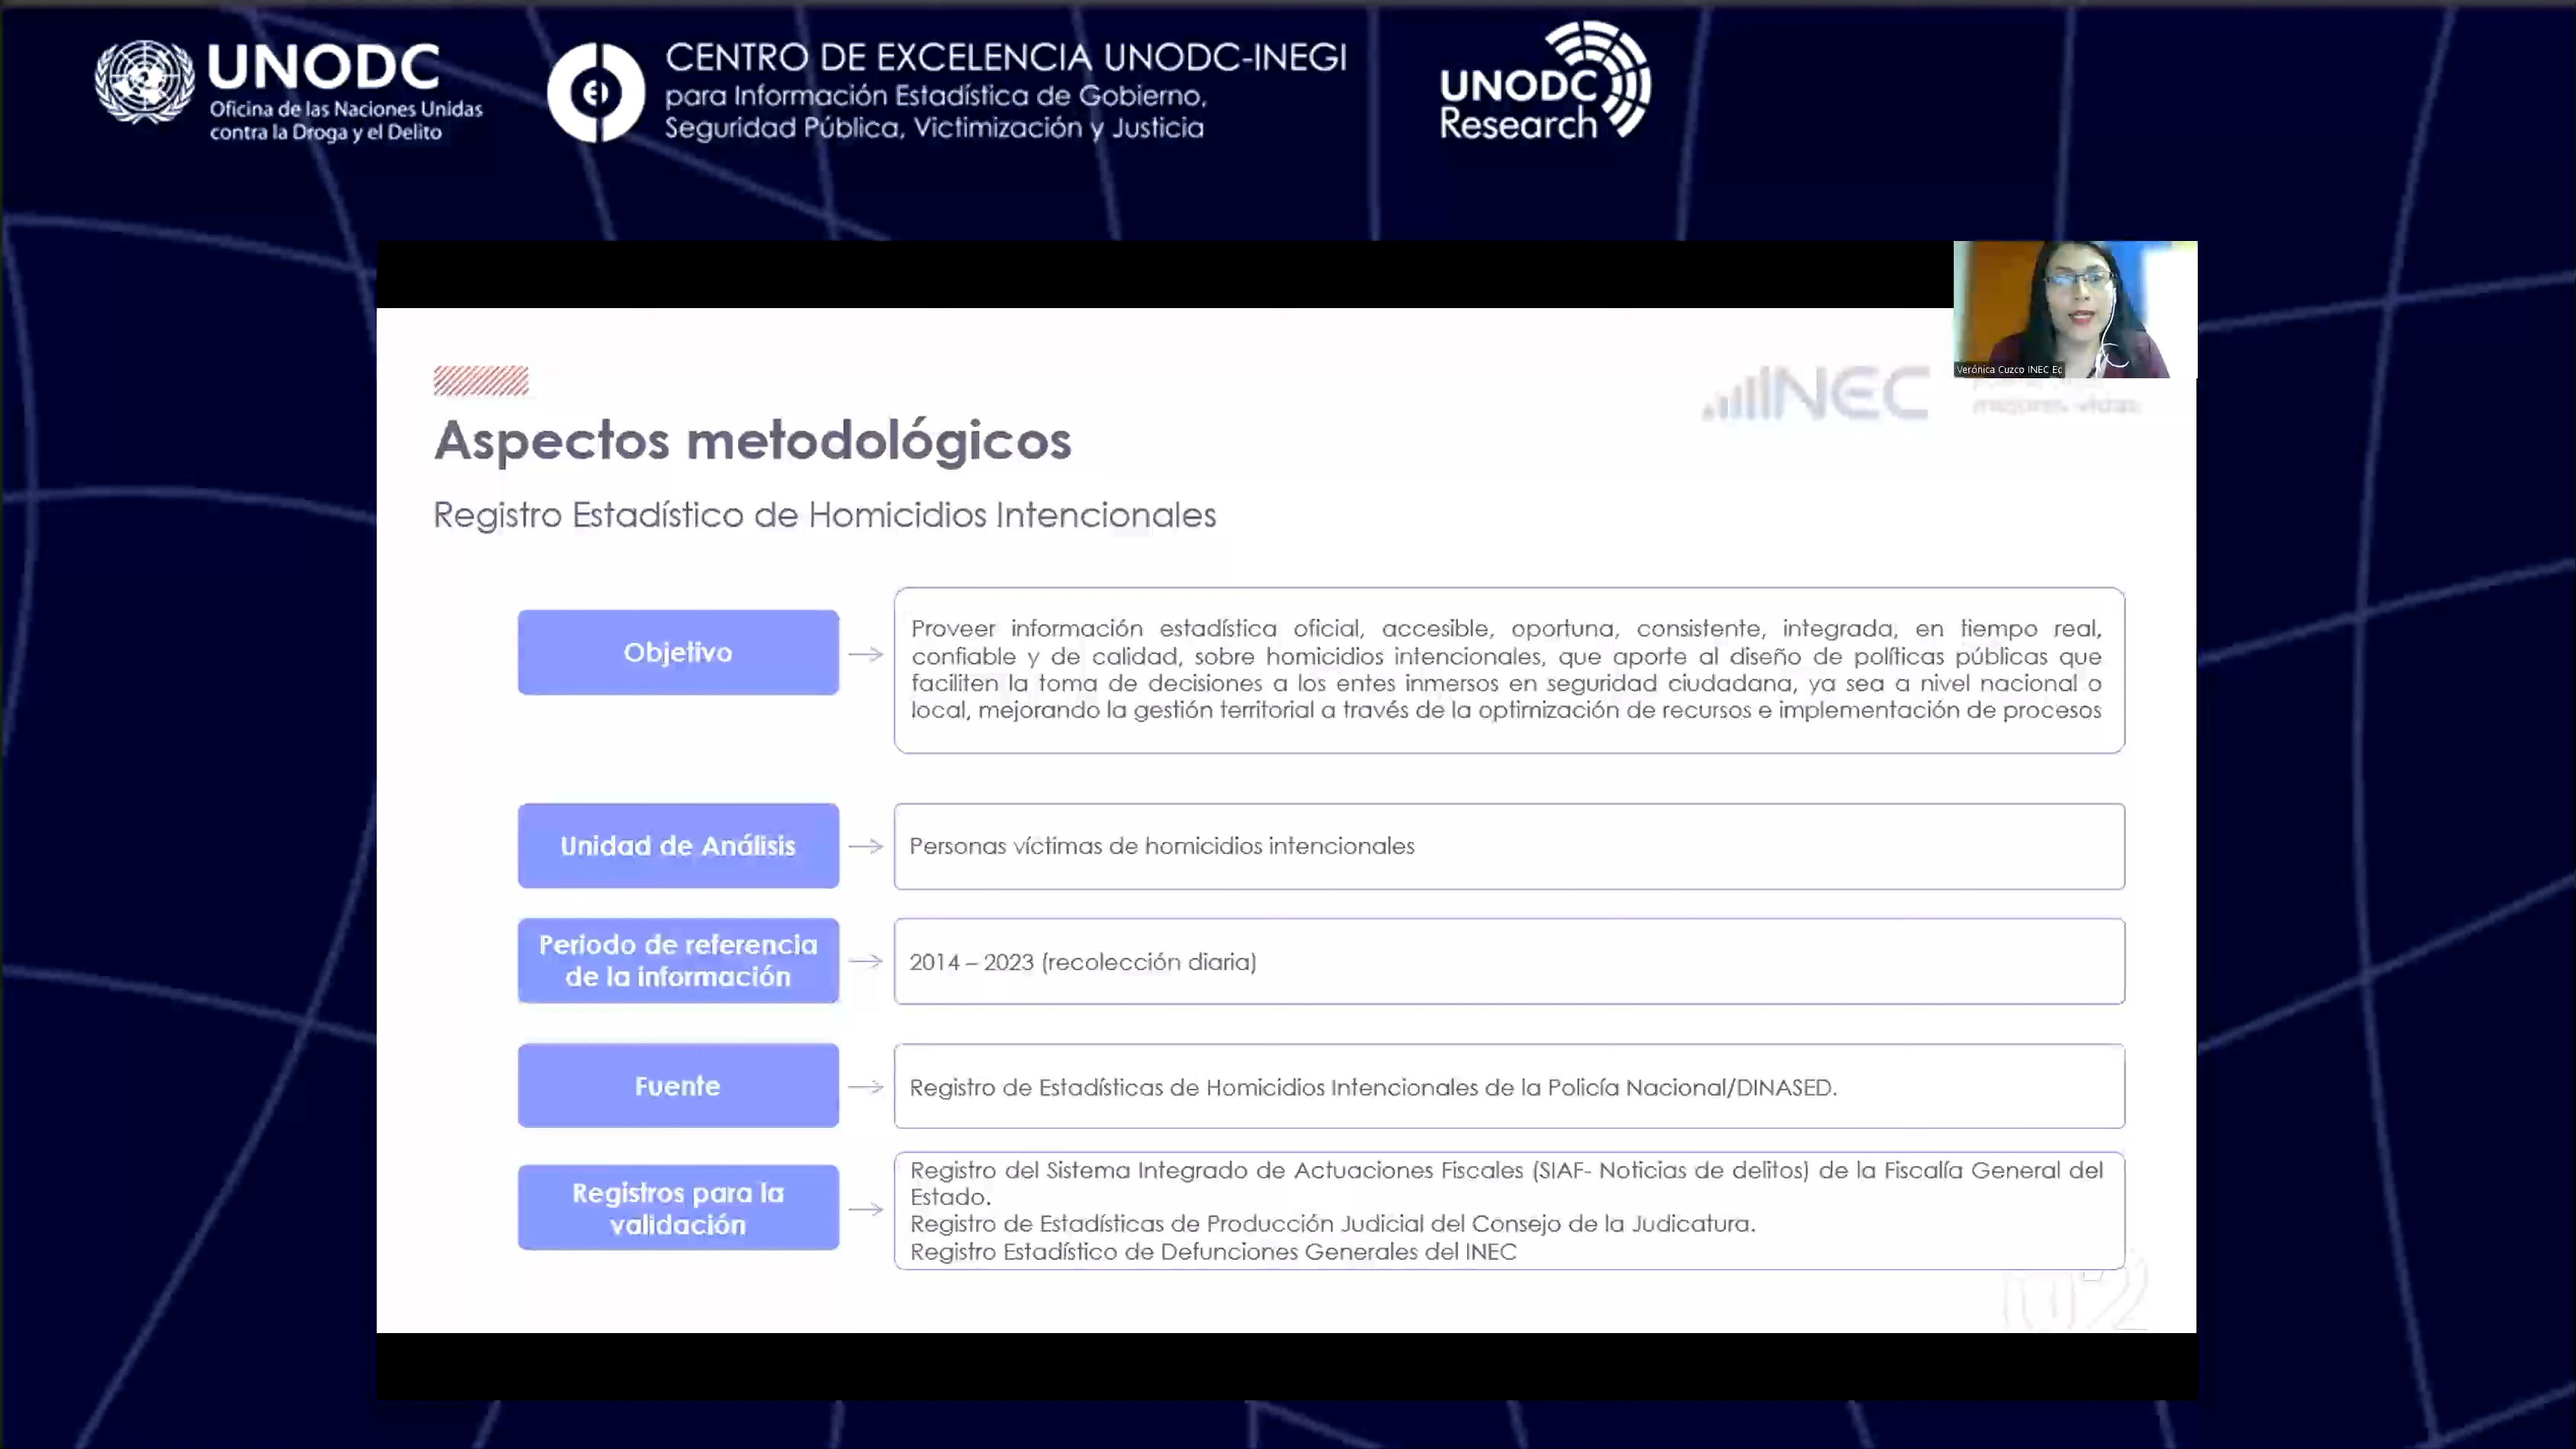 UNODC
Oficina de las Naciones Unidas
contra la Droga y el Delito
CENTRO DE EXCELENCIA UNODC-INEGI
para Información Estadística de Gobierno,
Seguridad Pública, Victimización y Justicia
UNODC
Research
Verónica Cuzco INEC Ec
INEC
mejores vidas
Aspectos metodológicos
Registro Estadístico de Homicidios Intencionales
Objetivo
Proveer información estadística oficial, accesible, oportuna, consistente, integrada, en tiempo real,
confiable y de calidad, sobre homicidios intencionales, que aporte al diseño de políticas públicas que
faciliten la toma de decisiones a los entes inmersos en seguridad ciudadana, ya sea a nivel nacional o
local, mejorando la gestión territorial a través de la optimización de recursos e implementación de procesos
Unidad de Análisis
Personas víctimas de homicidios intencionales
Periodo de referencia
de la información
2014 – 2023 (recolección diaria)
Fuente
Registro de Estadísticas de Homicidios Intencionales de la Policía Nacional/DINASED.
Registros para la
validación
Registro del Sistema Integrado de Actuaciones Fiscales (SIAF- Noticias de delitos) de la Fiscalía General del
Estado.
Registro de Estadísticas de Producción Judicial del Consejo de la Judicatura.
Registro Estadístico de Defunciones Generales del INEC